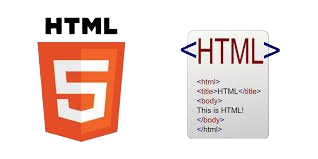 HTML
5
<HTML>
<html>
<title>HTML</title>
<body>
This is HTML!
</body>
</html>